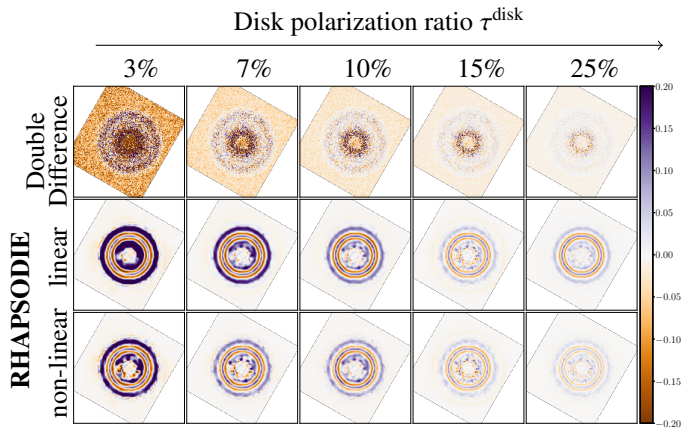 Disk polarization ratio τ^disk
3% 7% 10% 15% 25%
Double
Difference
RHAPSODIE
linear
non-linear
0.20
0.15
0.10
0.05
0.00
−0.05
−0.10
−0.15
−0.20